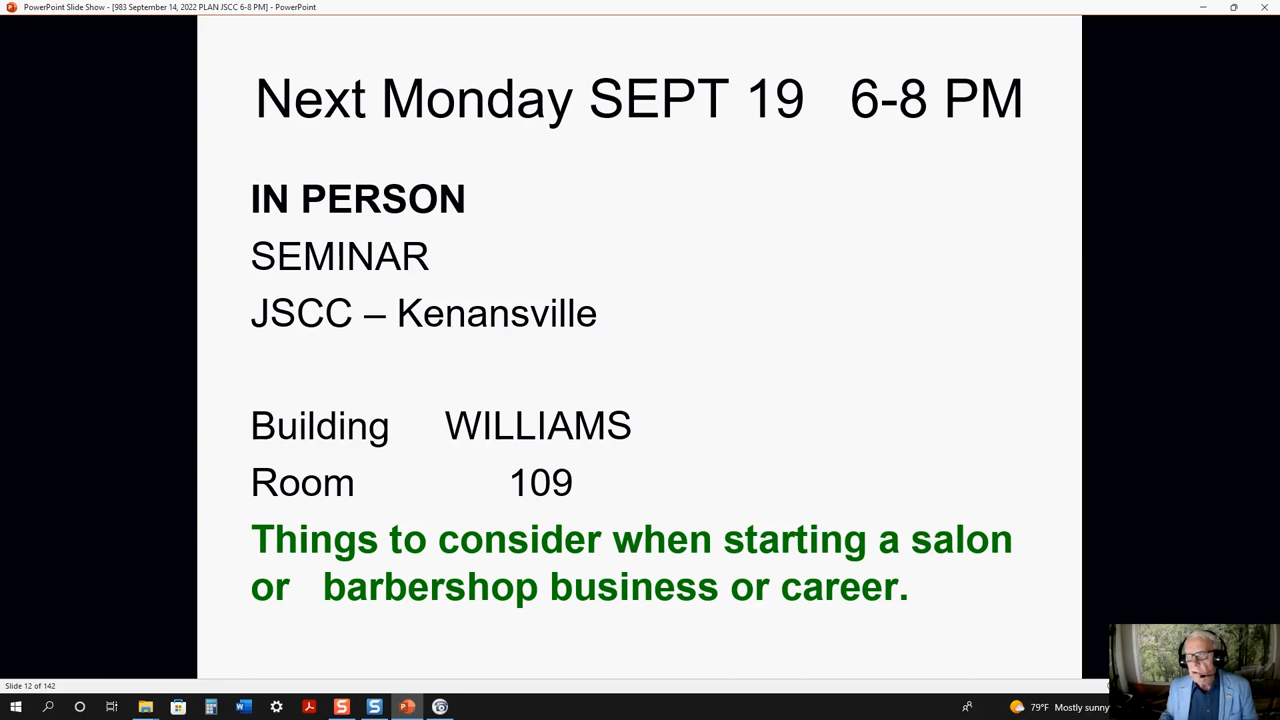 PowerPoint Slide Show - [983 September 14, 2022 PLAN JSCC 6-8 PM] - PowerPoint
Next Monday SEPT 19 6-8 PM
IN PERSON
SEMINAR
JSCC – Kenansville
Building WILLIAMS
Room 109
Things to consider when starting a salon
or barbershop business or career.
Slide 12 of 142
79°F Mostly sunny